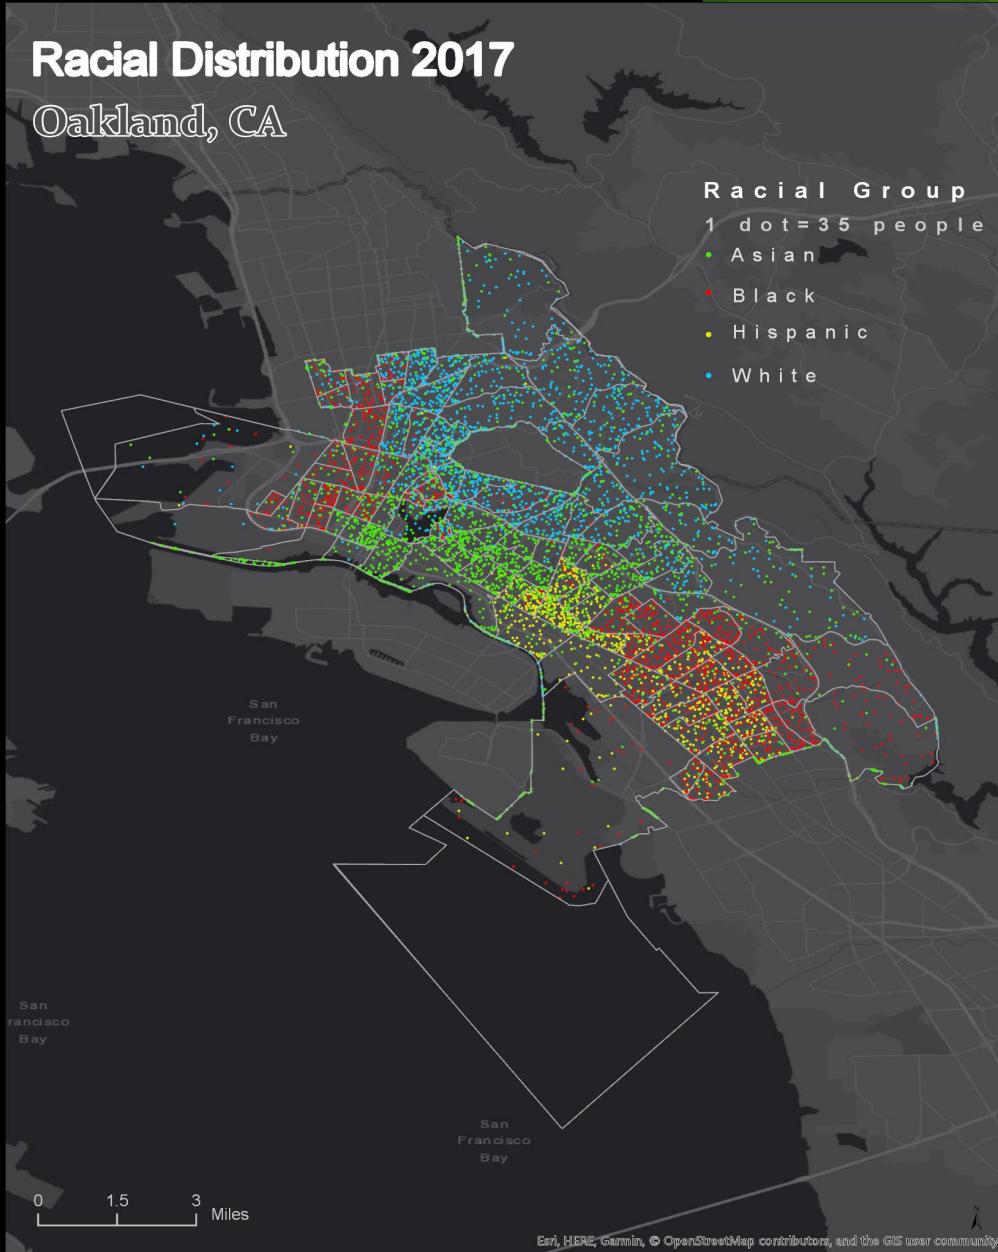 Racial Distribution 2017
Oakland, CA
Racial Group
1 dot=35 people
Asian
Black
Hispanic
White
San
Francisco
Bay
San
rancisco
Bay
San
Francisco
Bay
0 1.5 3
Miles
N
Esri, HERE, Garmin, © OpenStreetMap contributors, and the GIS user community